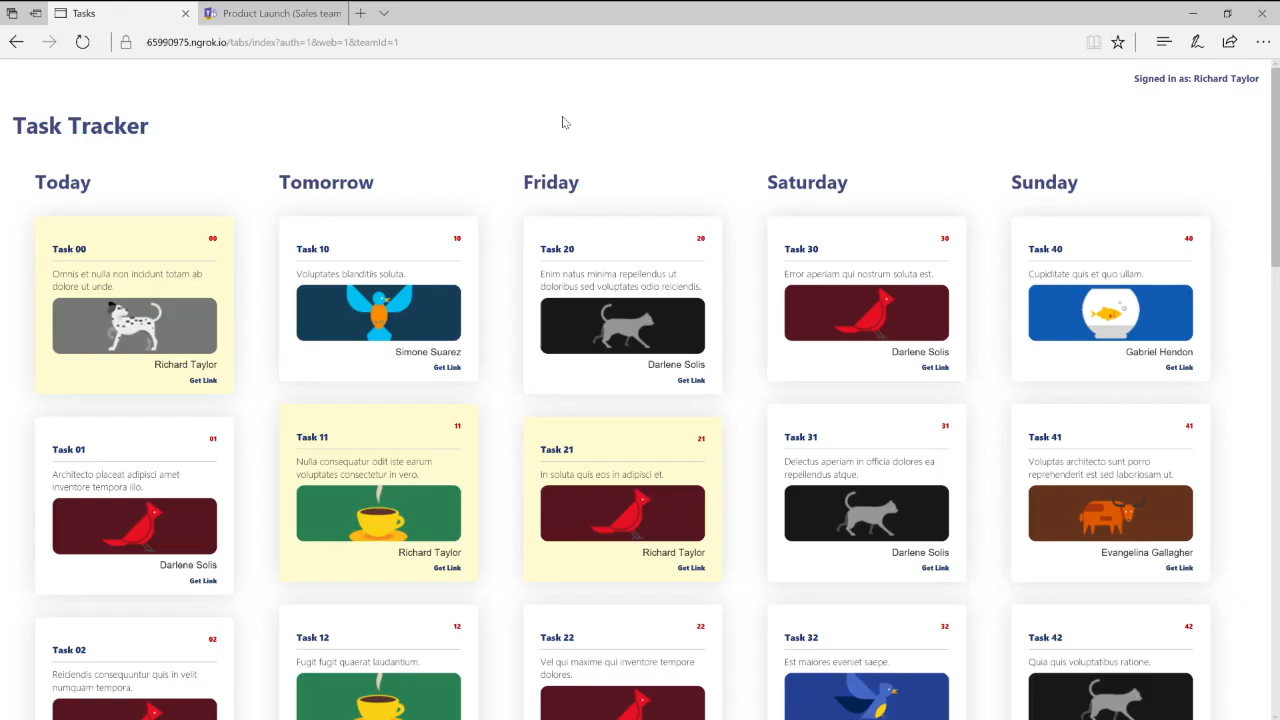 Tasks
Product Launch (Sales team
65990975.ngrok.io/tabs/index?auth=1&web=1&teamId=1
Signed in as: Richard Taylor
Task Tracker
Today
Tomorrow
Friday
Saturday
Sunday
00
Task 00
Omnis et nulla non incidunt totam ab
dolore ut unde.
Richard Taylor
Get Link
10
Task 10
Voluptates blanditiis soluta.
Simone Suarez
Get Link
20
Task 20
Enim natus minima repellendus ut
doloribus sed voluptates odio reiciendis.
Darlene Solis
Get Link
30
Task 30
Error aperiam qui nostrum soluta est.
Darlene Solis
Get Link
40
Task 40
Cupiditate quis et quo ullam.
Gabriel Hendon
Get Link
01
Task 01
Architecto placeat adipisci amet
inventore tempora illo.
Darlene Solis
Get Link
11
Task 11
Nulla consequatur odit iste earum
voluptates consectetur in vero.
Richard Taylor
Get Link
21
Task 21
In soluta quis eos in adipisci et.
Richard Taylor
Get Link
31
Task 31
Delectus aperiam in officia dolores ea
repellendus atque.
Darlene Solis
Get Link
41
Task 41
Voluptas architecto sunt porro
reprehenderit est sed laboriosam ut.
Evangelina Gallagher
Get Link
02
Task 02
Reiciendis consequuntur quis in velit
numquam tempora.
12
Task 12
Fugit fugit quaerat laudantium.
22
Task 22
Vel qui maxime qui inventore tempore
dolores.
32
Task 32
Est maiores eveniet saepe.
42
Task 42
Quia quis voluptatibus ratione.